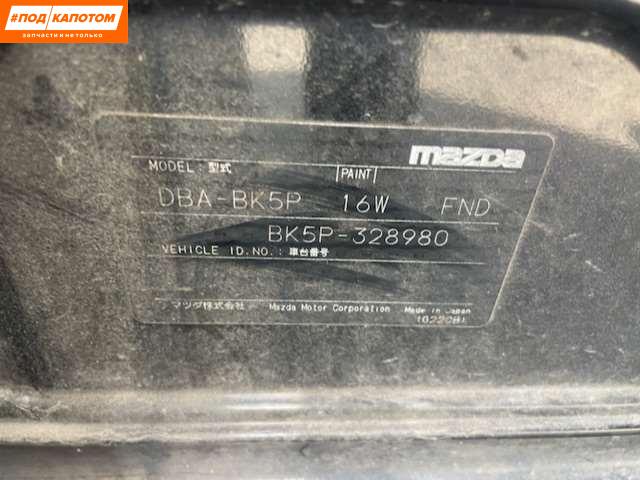 #ПОД КАПОТОМ
запчасти и не только
mazda
MODEL: 型式 PAINT
DBA-BK5P 16W FND
BK5P-328980
VEHICLE ID.NO.: 車台番号
マツダ株式会社 Mazda Motor Corporation Made in Japan